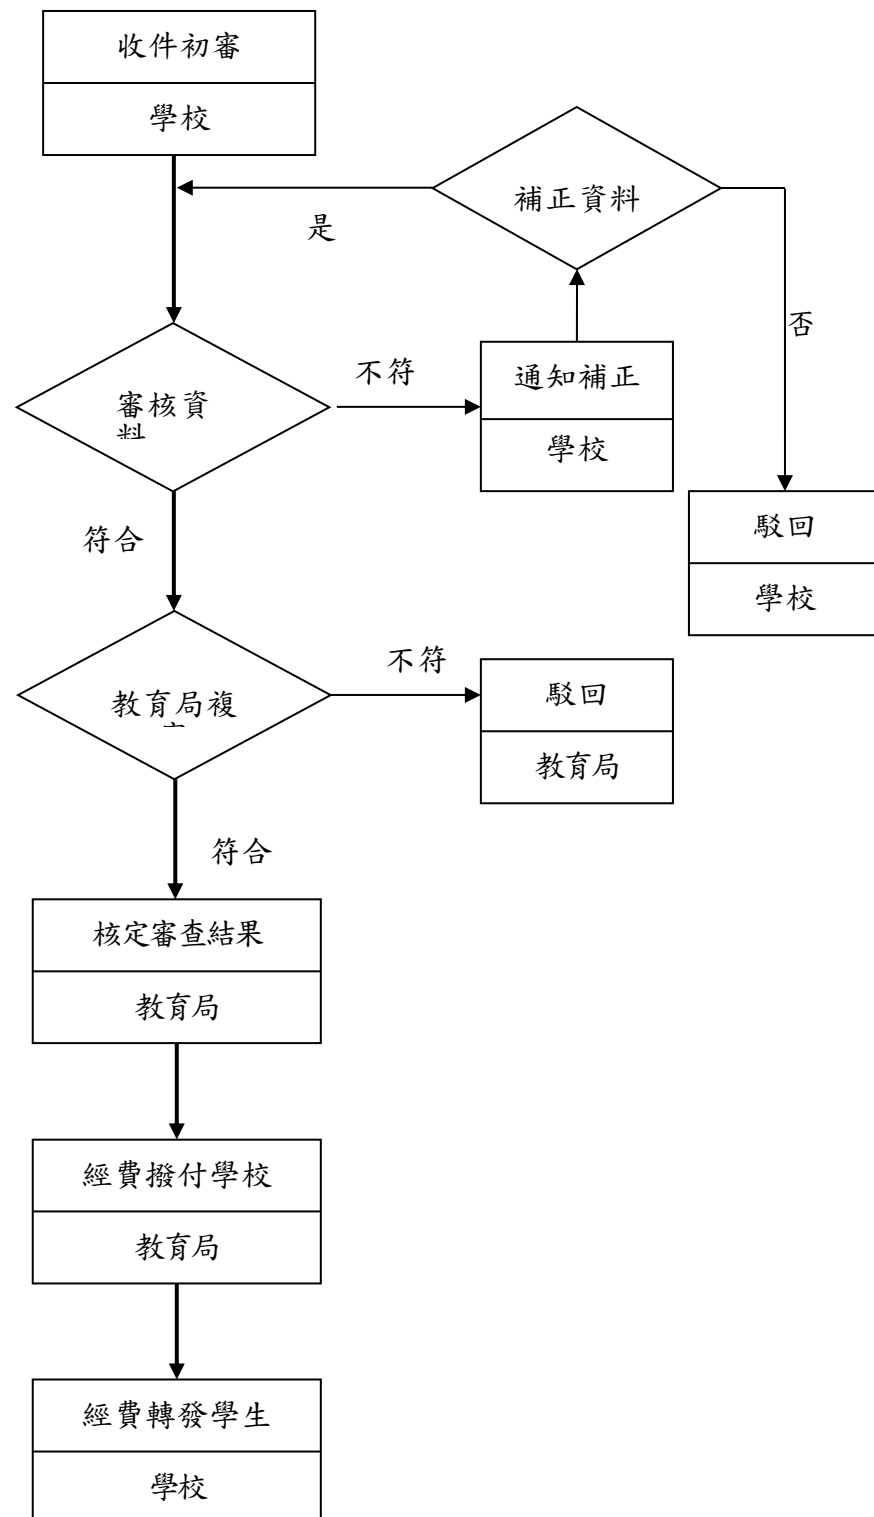 收件初審
學校
補正資料
是
否
不符
通知補正
學校
審核資
料
符合
駁回
學校
教育局複
不符
駁回
教育局
符合
核定審查結果
教育局
經費撥付學校
教育局
經費轉發學生
學校